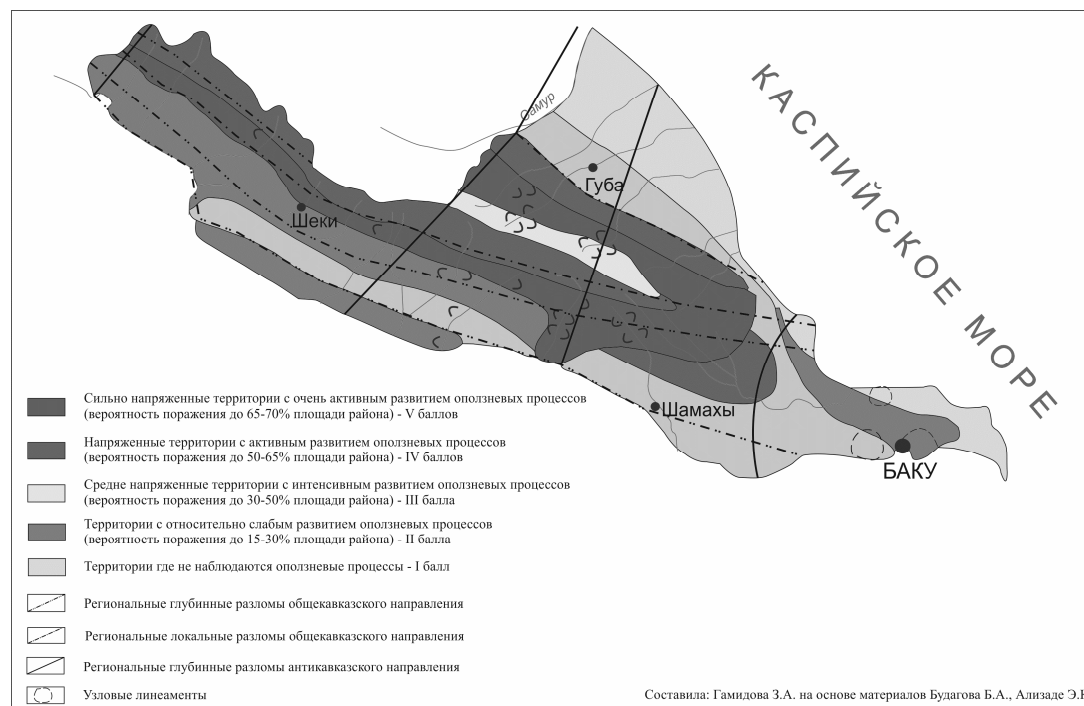 КАСПИЙСКОЕ МОРЕ
Самур
Губа
Шеки
Шамахы
БАКУ
Сильно напряженные территории с очень активным развитием оползневых процессов
(вероятность поражения до 65-70% площади района) - V баллов
Напряженные территории с активным развитием оползневых процессов
(вероятность поражения до 50-65% площади района) - IV баллов
Средне напряженные территории с интенсивным развитием оползневых процессов
(вероятность поражения до 30-50% площади района) - III балла
Территории с относительно слабым развитием оползневых процессов
(вероятность поражения до 15-30% площади района) - II балла
Территории где не наблюдаются оползневые процессы - I балл
Региональные глубинные разломы общекавказского направления
Региональные локальные разломы общекавказского направления
Региональные глубинные разломы антикавказского направления
Узловые линеаменты
Составила: Гамидова З.А. на основе материалов Будагова Б.А., Ализаде Э.К